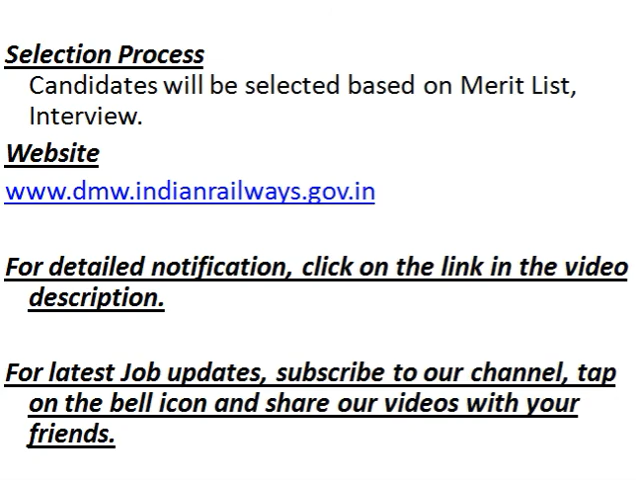 Selection Process
Candidates will be selected based on Merit List,
Interview.
Website
www.dmw.indianrailways.gov.in
For detailed notification, click on the link in the video
description.
For latest Job updates, subscribe to our channel, tap
on the bell icon and share our videos with your
friends.